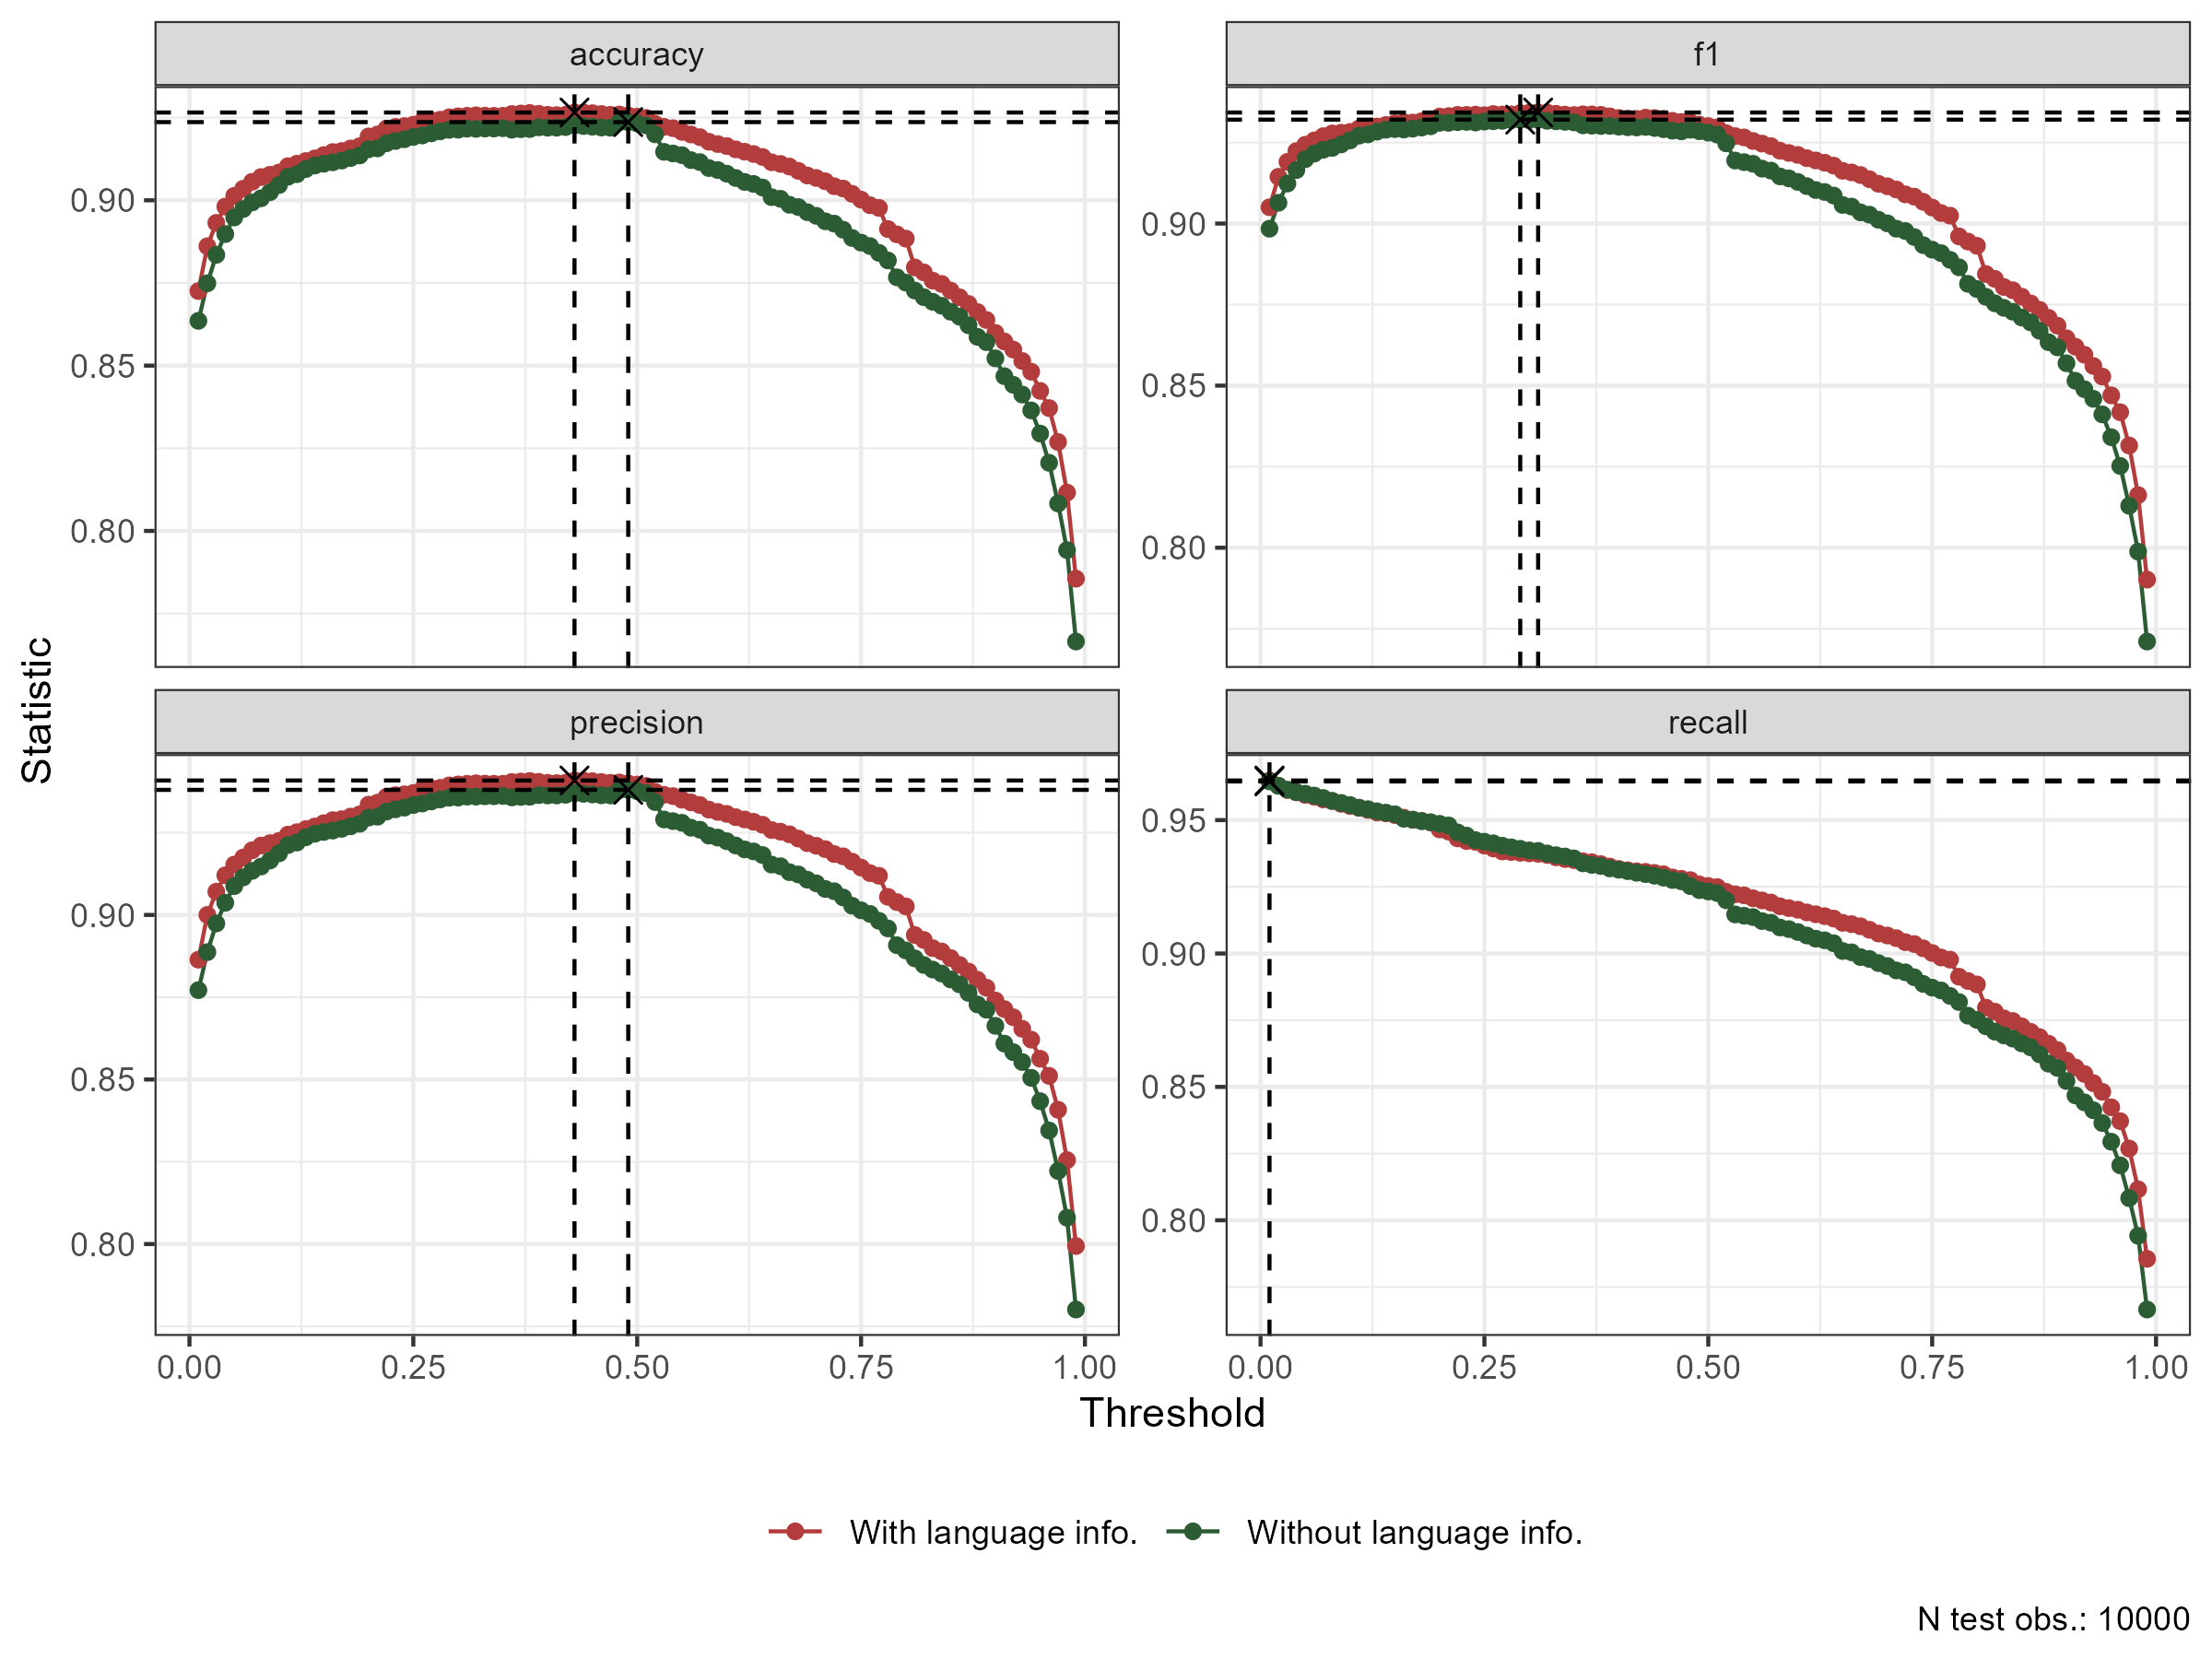 accuracy
f1
0.90
0.85
0.80
0.90
0.85
0.80
Statistic
precision
recall
0.90
0.85
0.80
0.95
0.90
0.85
0.80
0.00 0.25 0.50 0.75 1.00
0.00 0.25 0.50 0.75 1.00
Threshold
With language info. Without language info.
N test obs.: 10000